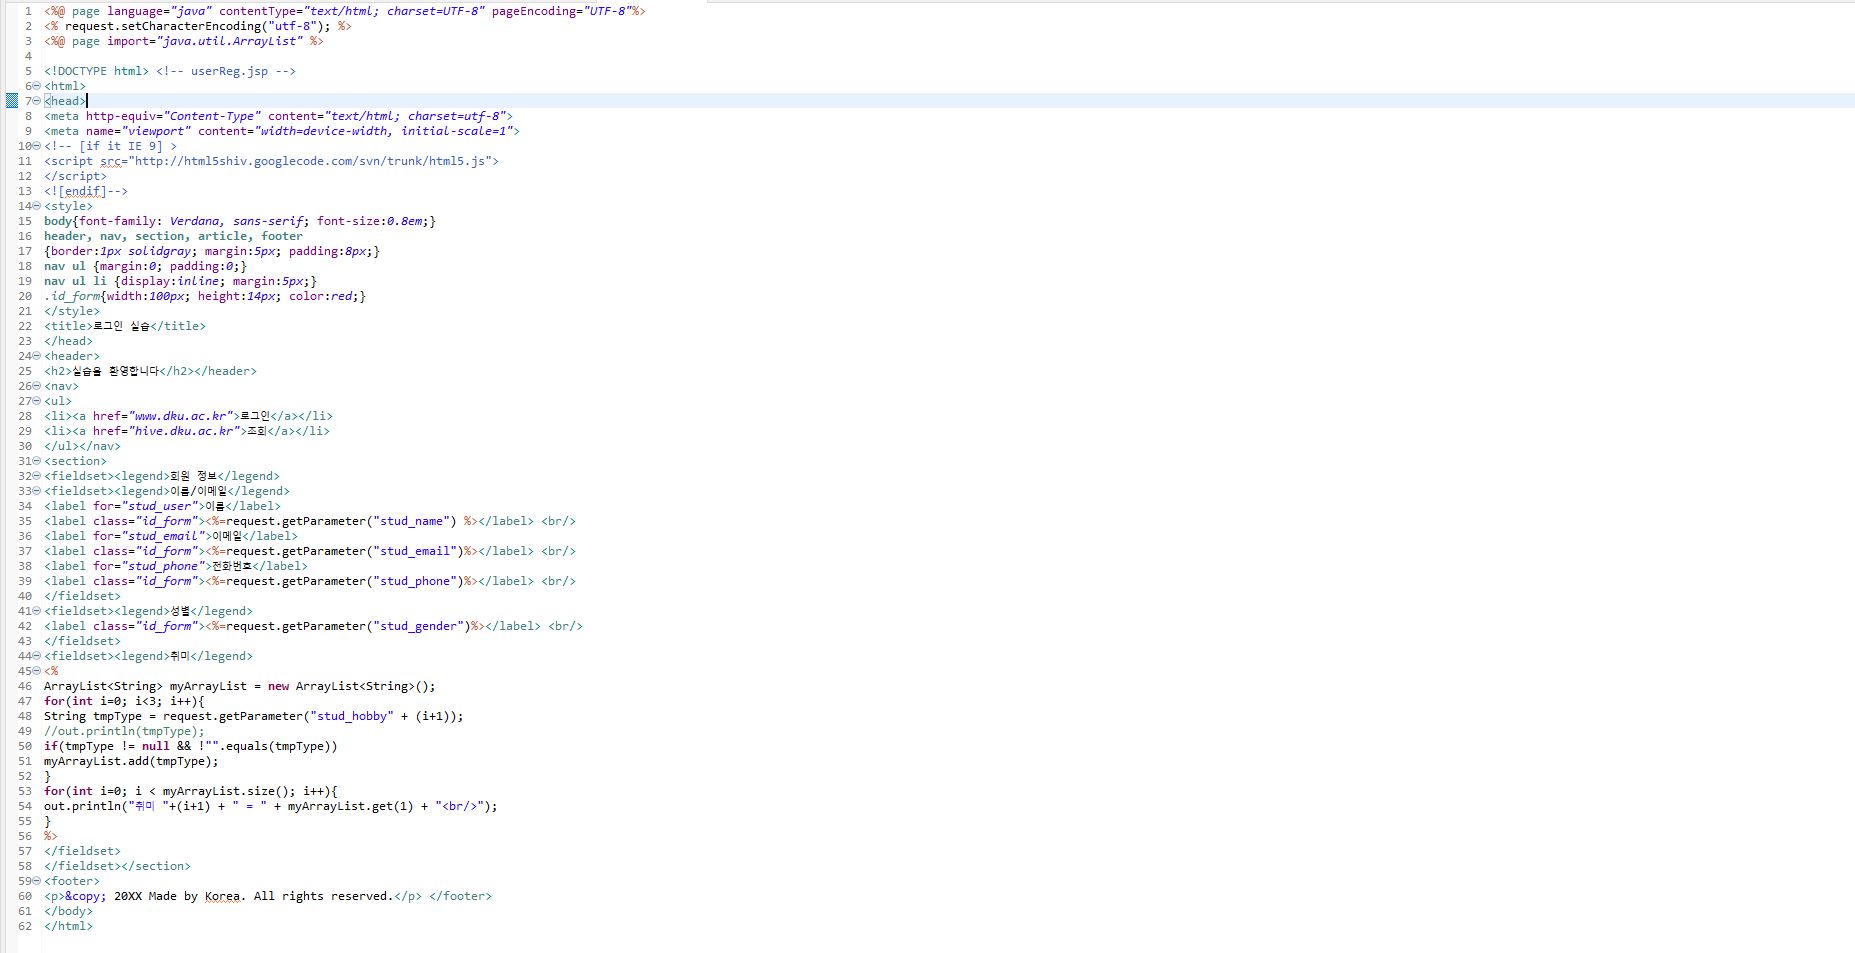 1 <%@ page language="java" contentType="text/html; charset=UTF-8" pageEncoding="UTF-8"%>
2 <% request.setCharacterEncoding("utf-8"); %>
3 <%@ page import="java.util.ArrayList" %>
4
5 <!DOCTYPE html> <!-- userReg.jsp -->
6 <html>
7 <head>
8 <meta http-equiv="Content-Type" content="text/html; charset=utf-8">
9 <meta name="viewport" content="width=device-width, initial-scale=1">
10 <!-- [if it IE 9] >
11 <script src="http://html5shiv.googlecode.com/svn/trunk/html5.js">
12 </script>
13 <![endif]-->
14 <style>
15 body{font-family: Verdana, sans-serif; font-size:0.8em;}
16 header, nav, section, article, footer
17 {border:1px solidgray; margin:5px; padding:8px;}
18 nav ul {margin:0; padding:0;}
19 nav ul li {display:inline; margin:5px;}
20 .id_form{width:100px; height:14px; color:red;}
21 </style>
22 <title>로그인 실습</title>
23 </head>
24 <header>
25 <h2>실습을 환영합니다</h2></header>
26 <nav>
27 <ul>
28 <li><a href="www.dku.ac.kr">로그인</a></li>
29 <li><a href="hive.dku.ac.kr">조회</a></li>
30 </ul></nav>
31 <section>
32 <fieldset><legend>회원 정보</legend>
33 <fieldset><legend>이름/이메일</legend>
34 <label for="stud_user">이름</label>
35 <label class="id_form"><%=request.getParameter("stud_name") %></label> <br/>
36 <label for="stud_email">이메일</label>
37 <label class="id_form"><%=request.getParameter("stud_email")%></label> <br/>
38 <label for="stud_phone">전화번호</label>
39 <label class="id_form"><%=request.getParameter("stud_phone")%></label> <br/>
40 </fieldset>
41 <fieldset><legend>성별</legend>
42 <label class="id_form"><%=request.getParameter("stud_gender")%></label> <br/>
43 </fieldset>
44 <fieldset><legend>취미</legend>
45 <%
46 ArrayList<String> myArrayList = new ArrayList<String>();
47 for(int i=0; i<3; i++){
48 String tmpType = request.getParameter("stud_hobby" + (i+1));
49 //out.println(tmpType);
50 if(tmpType != null && !"".equals(tmpType))
51 myArrayList.add(tmpType);
52 }
53 for(int i=0; i < myArrayList.size(); i++){
54 out.println("취미 "+(i+1) + " = " + myArrayList.get(1) + "<br/>");
55 }
56 %>
57 </fieldset>
58 </fieldset></section>
59 <footer>
60 <p>&copy; 20XX Made by Korea. All rights reserved.</p> </footer>
61 </body>
62 </html>